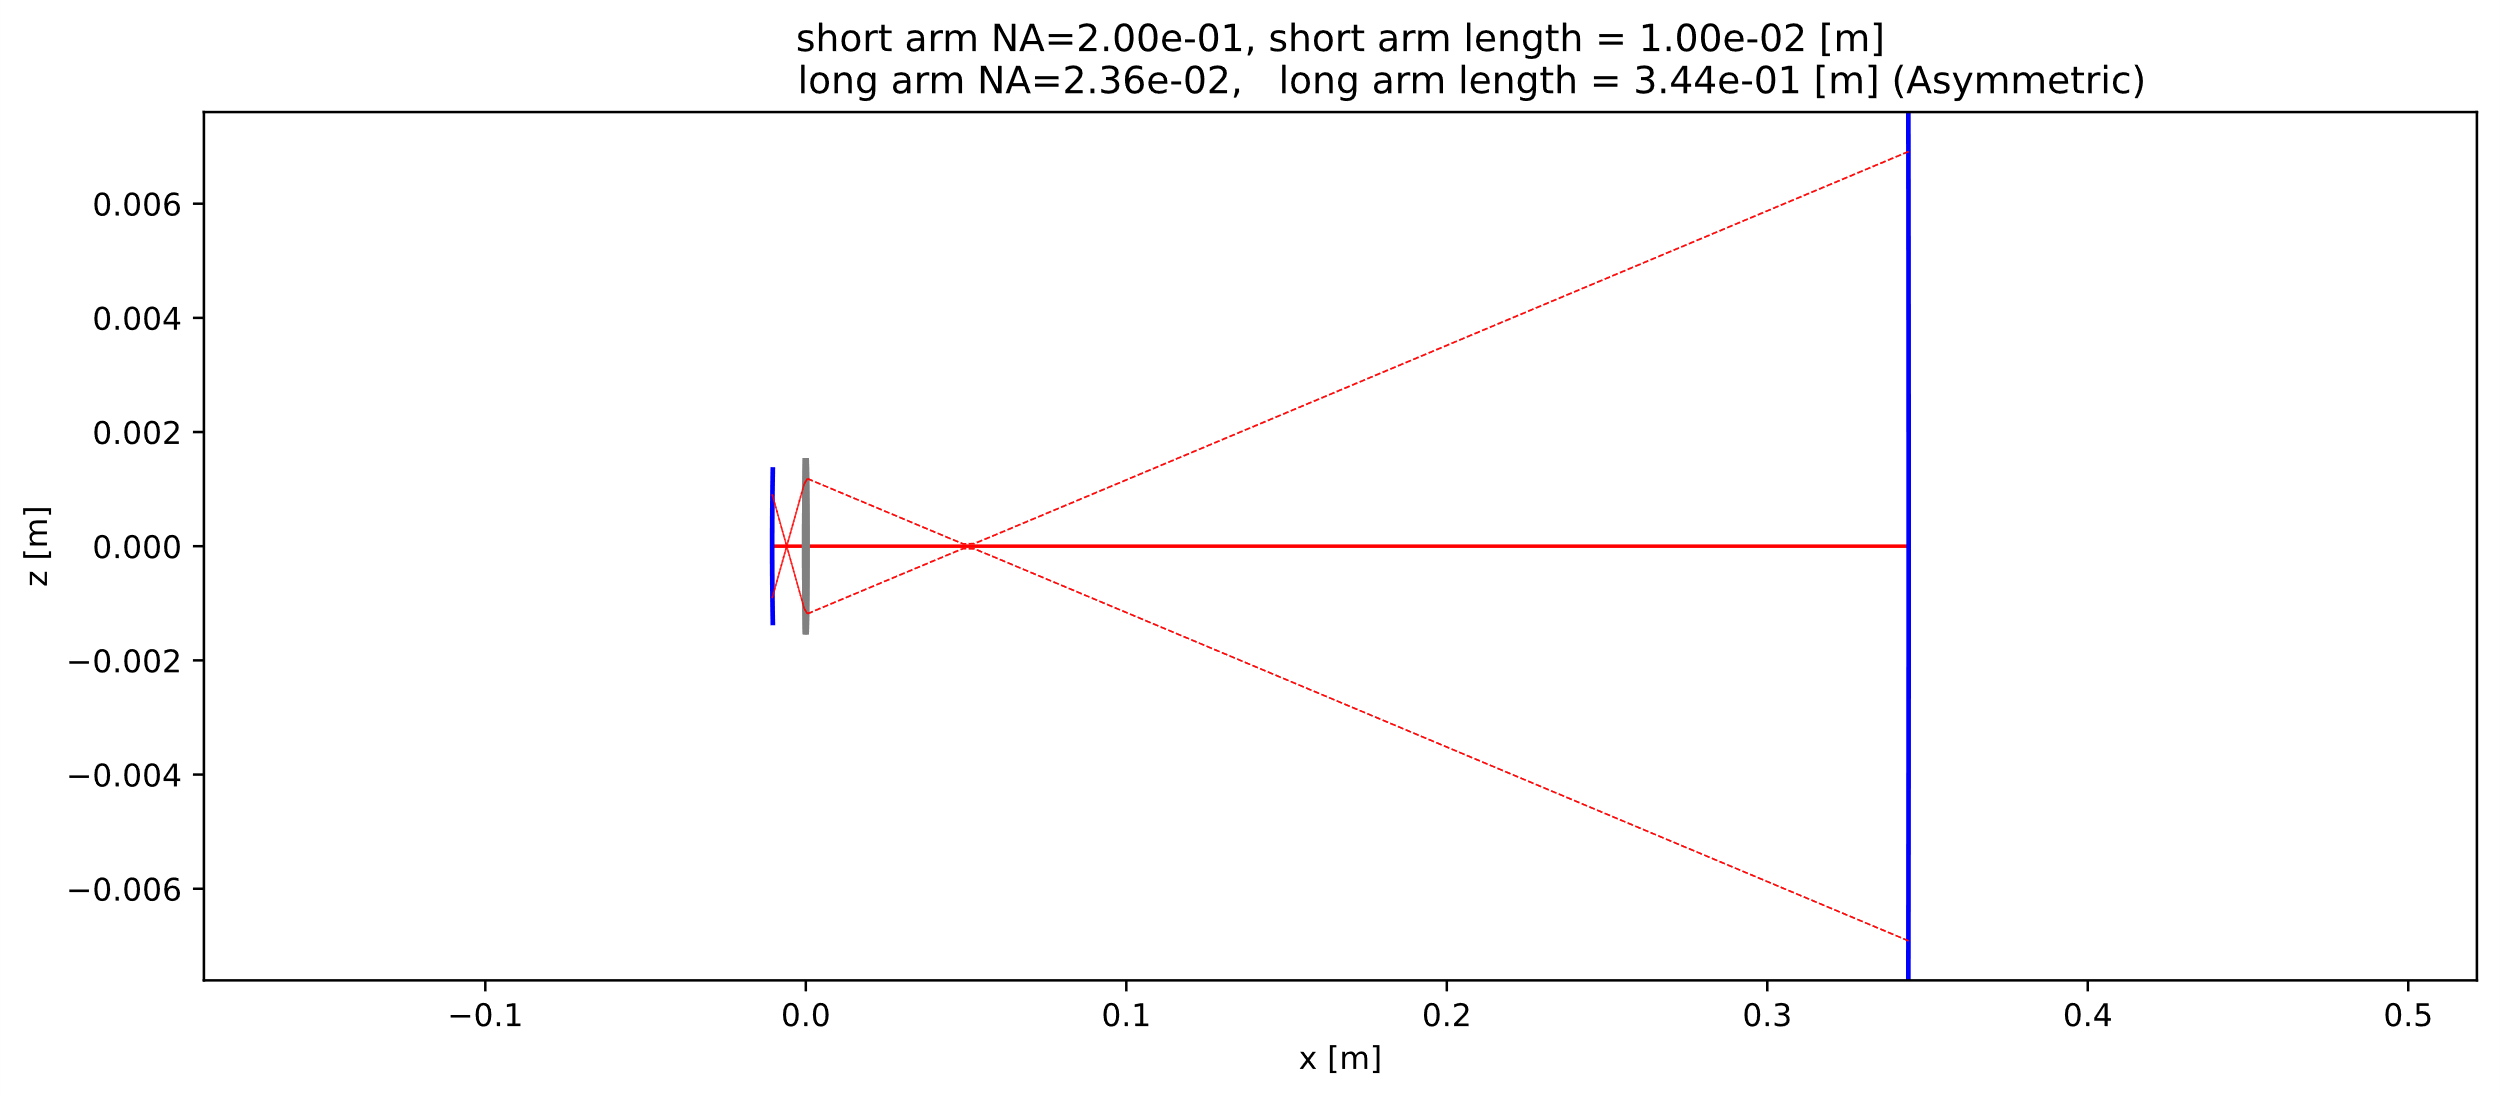 short arm NA=2.00e-01, short arm length = 1.00e-02 [m]
long arm NA=2.36e-02,   long arm length = 3.44e-01 [m] (Asymmetric)
0.006
0.004
0.002
0.000
−0.002
−0.004
−0.006
z [m]
−0.1 0.0 0.1 0.2 0.3 0.4 0.5
x [m]